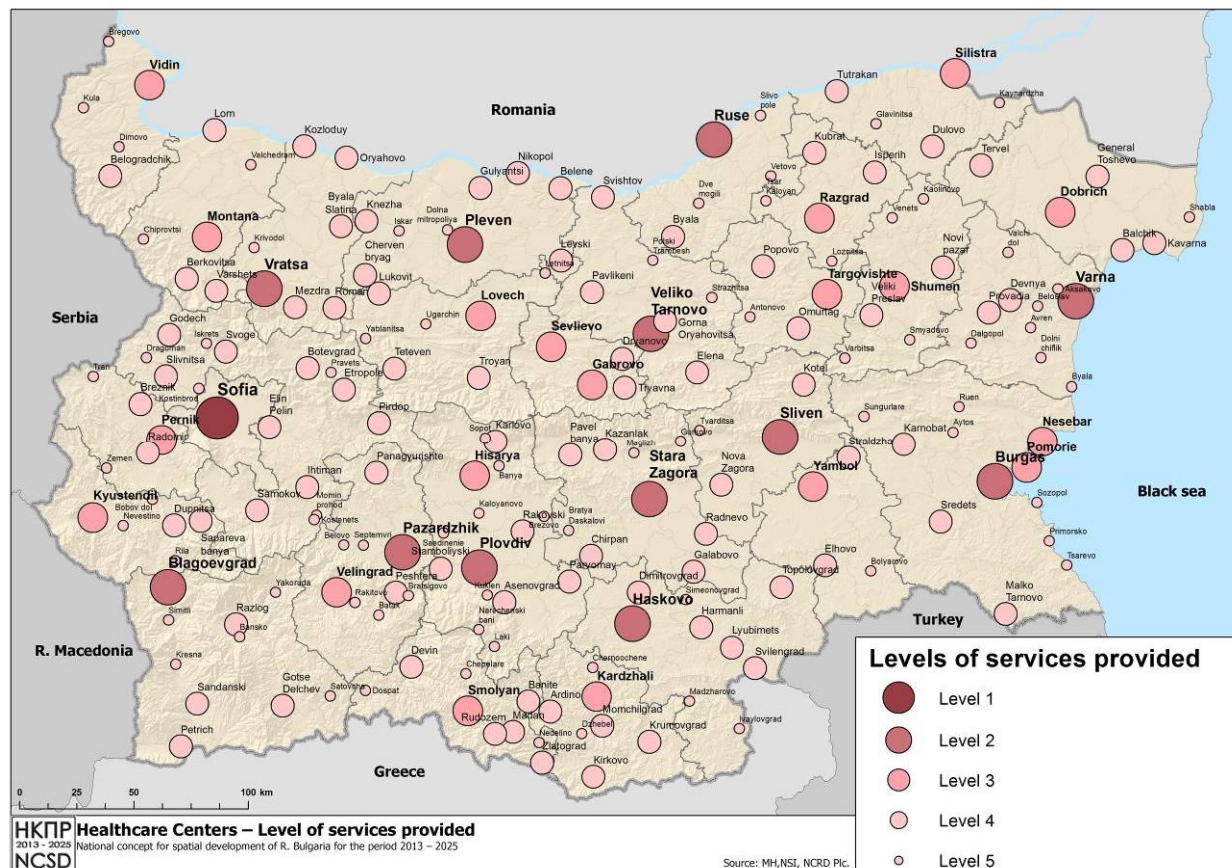 Bregovo
Vidin
Silistra
Kula
Romania
Tutrakan
Kaynardzha
Lom
Kozloduy
Ruse
Slivo
pole
Glavinitsa
Dulovo
Dimovo
Oryahovo
Kubrat
General
Toshevo
Belogradchik
Valchedram
Nikopol
Isperih
Tervel
Gulyantsi
Belene
Svishtov
Vetovo
Tsar
Kaloyan
Byala
Slatina
Knezha
Dve
mogili
Kaolinovo
Dobrich
Montana
Iskar
Dolna
mitropoliya
Pleven
Razgrad
Venets
Shabla
Chiprovtsi
Krivodol
Cherven
bryag
Byala
Polski
Trambesh
Popovo
Loznitsa
Novi
pazar
Valchi
dol
Balchik
Kavarna
Berkovitsa
Varshets
Vratsa
Lukovit
Levski
Letnitsa
Pavlikeni
Strazhitsa
Targovishte
Veliki
Preslav
Shumen
Devnya
Provadia
Varna
Aksakovo
Beloslav
Mezdra
Roman
Lovech
Veliko
Tarnovo
Antonovo
Omurtag
Avren
Serbia
Godech
Iskrets
Svoge
Yablanitsa
Ugarchin
Sevlievo
Dryanovo
Gorna
Oryahovitsa
Smyadovo
Dalgopol
Dolni
chiflik
Dragoman
Slivnitsa
Botevgrad
Pravets
Teteven
Troyan
Gabrovo
Elena
Varbitsa
Tran
Breznik
Kostinbrod
Sofia
Etropole
Tryavna
Kotel
Byala
Elin
Pelin
Pirdop
Sliven
Ruen
Pernik
Radomir
Sopot
Karlovo
Pavel
banya
Kazanlak
Maglizh
Gurkovo
Tvarditsa
Sungurlare
Karnobat
Aytos
Nesebar
Zemen
Ihtiman
Panagyurishte
Hisarya
Banya
Stara
Zagora
Nova
Zagora
Straldzho
Yambol
Pomorie
Burgas
Black sea
Kyustendil
Bobov dol
Nevestino
Dupnitsa
Sapareva
banya
Samokov
Momin
prohod
Kostenets
Kaloyanovo
Rakovski
Brezovo
Bratya
Daskalovi
Radnevo
Sredets
Sozopol
Primorsko
Rila
Blagoevgrad
Belovo
Septemvri
Pazardzhik
Saedinenie
Stamboliyski
Plovdiv
Chirpan
Galabovo
Elhovo
Bolyarovo
Tsarevo
Velingrad
Peshtera
Bratsigovo
Rakitovo
Batak
Kuklen
Asenovgrad
Parvomay
Dimitrovgrad
Simeonovgrad
Topolovgrad
Malko
Tarnovo
Yakoruda
Simitli
Razlog
Bansko
Narechenski
bani
Laki
Haskovo
Harmanli
Lyubimets
Svilengrad
Turkey
R. Macedonia
Kresna
Devin
Chepelare
Chernoochene
Kardzhali
Sandanski
Gotse
Delchev
Satovcha
Dospat
Smolyan
Banite
Ardino
Momchilgrad
Dzhebel
Madzharovo
Ivaylovgrad
Petrich
Rudozem
Madan
Nedelino
Zlatograd
Krumovgrad
Kirkovo
Greece
Levels of services provided
Level 1
Level 2
Level 3
Level 4
Level 5
0 25 50 100 km
НКПР
2013 - 2025
NCSD
Healthcare Centers – Level of services provided
National concept for spatial development of R. Bulgaria for the period 2013 – 2025
Source: MH,NSI, NCRD Plc.